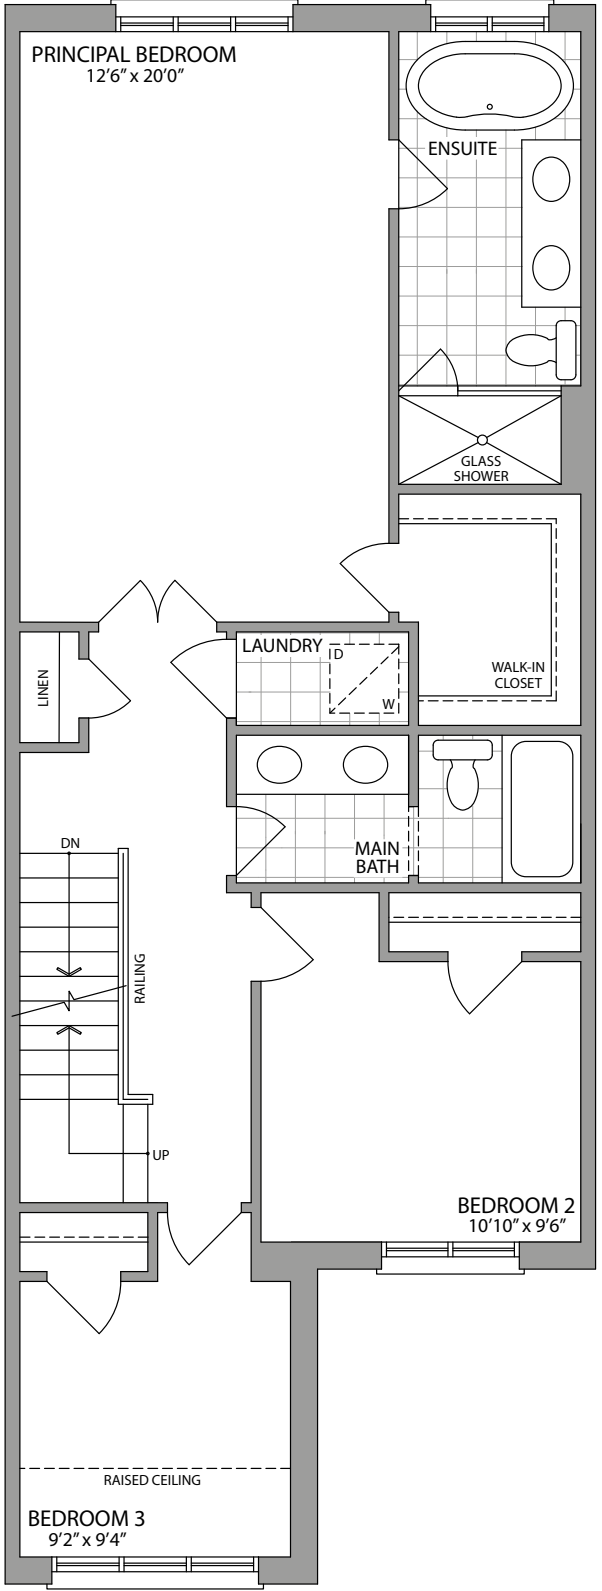 PRINCIPAL BEDROOM
12'6" x 20'0"
ENSUITE
GLASS
SHOWER
WALK-IN
CLOSET
LAUNDRY
D
W
LINEN
MAIN
BATH
DN
RAILING
UP
BEDROOM 2
10'10" x 9'6"
RAISED CEILING
BEDROOM 3
9'2" x 9'4"